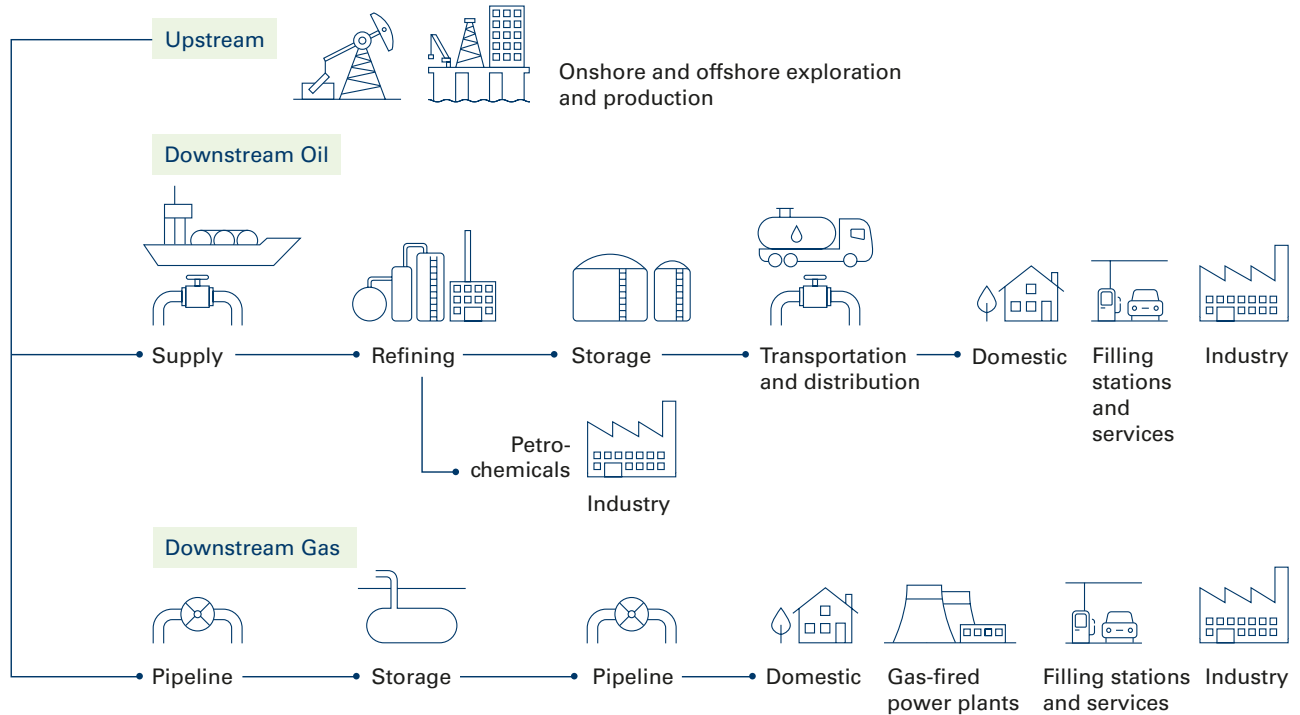 Upstream
Onshore and offshore exploration
and production
Downstream Oil
Supply
Refining
Storage
Transportation
and distribution
Domestic
Filling
stations
and
services
Industry
Petro-
chemicals
Industry
Downstream Gas
Pipeline
Storage
Pipeline
Domestic
Gas-fired
power plants
Filling stations
and services
Industry